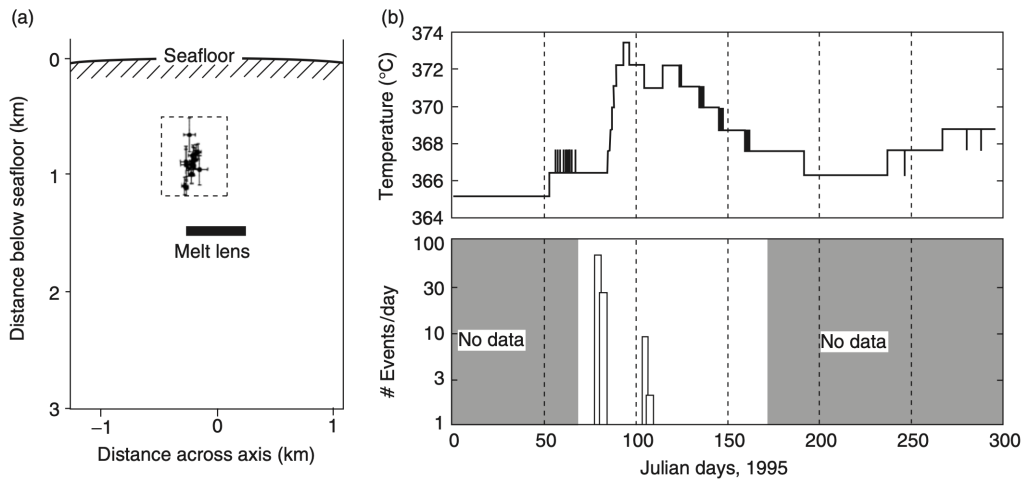 (a)
Seafloor
0
1
2
3
Distance below seafloor (km)
Melt lens
−1
0
1
Distance across axis (km)
(b)
374
372
370
368
366
364
Temperature (°C)
100
30
10
3
1
# Events/day
No data
No data
0
50
100
150
200
250
300
Julian days, 1995